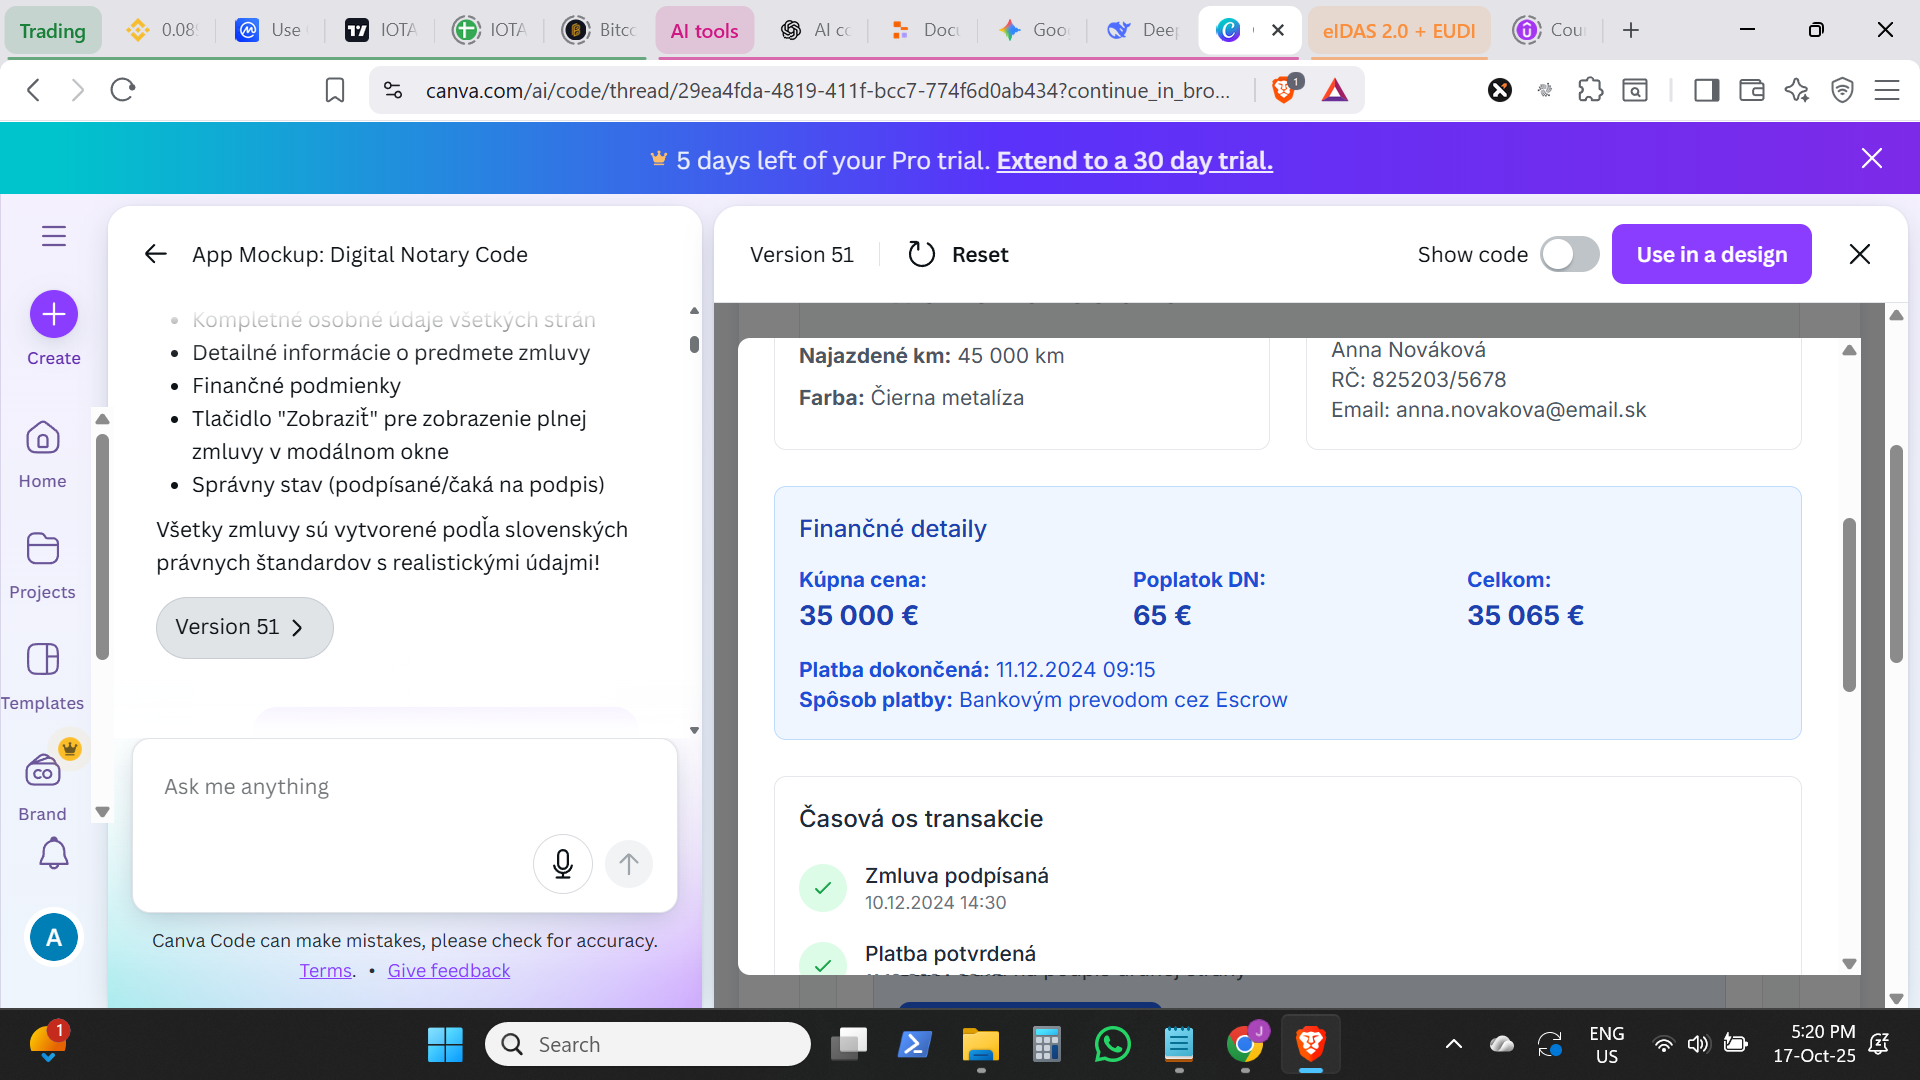 Trading
0.08
Use
IOTA
IOTA
Bitc
AI tools
AI c
Docu
Goo
Deep
eIDAS 2.0 + EUDI
Cou
canva.com/ai/code/thread/29ea4fda-4819-411f-bcc7-774f6d0ab434?continue_in_bro...
1
5 days left of your Pro trial. Extend to a 30 day trial.
Create
Home
Projects
Templates
CO
Brand
A
App Mockup: Digital Notary Code
Kompletné osobné údaje všetkých strán
Detailné informácie o predmete zmluvy
Finančné podmienky
Tlačidlo "Zobraziť" pre zobrazenie plnej
zmluvy v modálnom okne
Správny stav (podpísané/čaká na podpis)
Všetky zmluvy sú vytvorené podľa slovenských
právnych štandardov s realistickými údajmi!
Version 51
Ask me anything
Canva Code can make mistakes, please check for accuracy.
Terms. • Give feedback
Version 51
Reset
Show code
Use in a design
Najazdené km: 45 000 km
Farba: Čierna metalíza
Anna Nováková
RČ: 825203/5678
Email: anna.novakova@email.sk
Finančné detaily
Kúpna cena:
35 000 €
Poplatok DN:
65 €
Celkom:
35 065 €
Platba dokončená: 11.12.2024 09:15
Spôsob platby: Bankovým prevodom cez Escrow
Časová os transakcie
Zmluva podpísaná
10.12.2024 14:30
Platba potvrdená
1
Search
J
ENG
US
5:20 PM
17-Oct-25